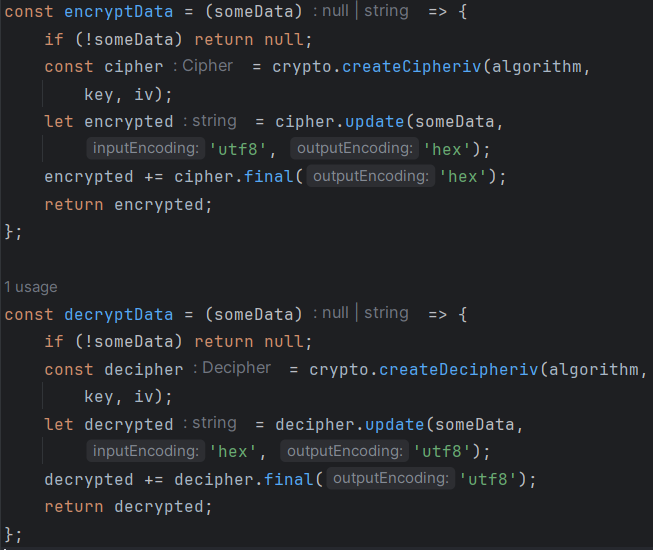 const encryptData = (someData) : null | string => {
if (!someData) return null;
const cipher : Cipher = crypto.createCipheriv(algorithm,
key, iv);
let encrypted : string = cipher.update(someData,
inputEncoding: 'utf8', outputEncoding: 'hex');
encrypted += cipher.final( outputEncoding: 'hex');
return encrypted;
};
1 usage
const decryptData = (someData) : null | string => {
if (!someData) return null;
const decipher : Decipher = crypto.createDecipheriv(algorithm,
key, iv);
let decrypted : string = decipher.update(someData,
inputEncoding: 'hex', outputEncoding: 'utf8');
decrypted += decipher.final( outputEncoding: 'utf8');
return decrypted;
};